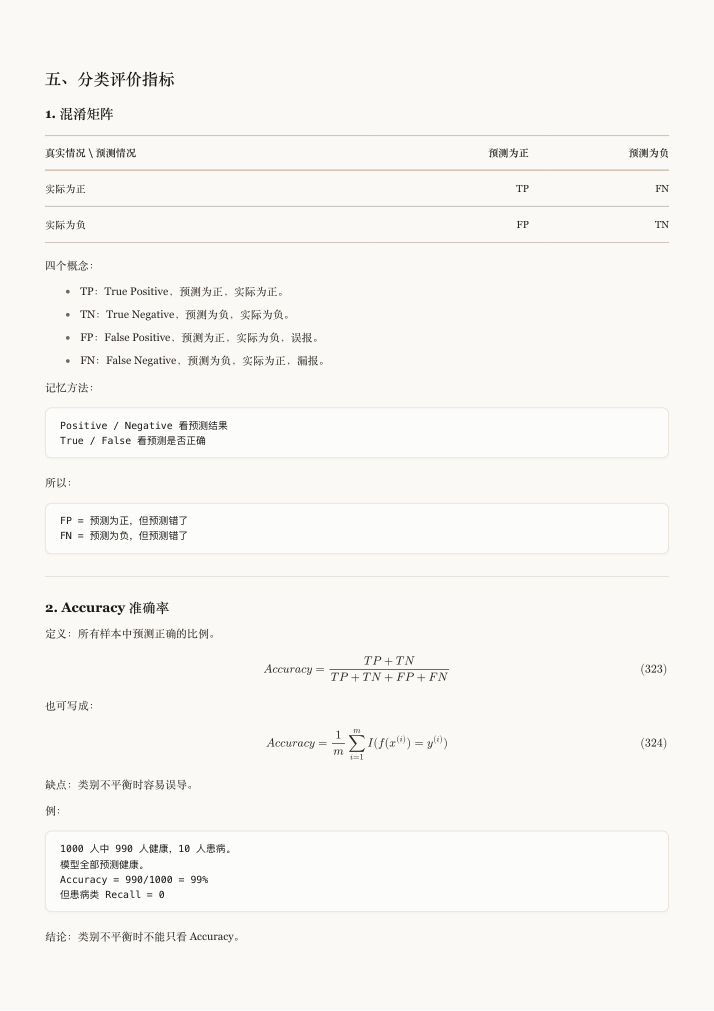 五、分类评价指标
1. 混淆矩阵
真实情况 \ 预测情况 预测为正 预测为负
实际为正 TP FN
实际为负 FP TN
四个概念：
• TP：True Positive，预测为正，实际为正。
• TN：True Negative，预测为负，实际为负。
• FP：False Positive，预测为正，实际为负，误报。
• FN：False Negative，预测为负，实际为正，漏报。
记忆方法：
Positive / Negative 看预测结果
True / False 看预测是否正确
所以：
FP = 预测为正，但预测错了
FN = 预测为负，但预测错了
2. Accuracy 准确率
定义：所有样本中预测正确的比例。
Accuracy = \frac{TP + TN}{TP + TN + FP + FN} (323)
也可写成：
Accuracy = \frac{1}{m} \sum_{i=1}^{m} I(f(x^{(i)}) = y^{(i)}) (324)
缺点：类别不平衡时容易误导。
例：
1000 人中 990 人健康，10 人患病。
模型全部预测健康。
Accuracy = 990/1000 = 99%
但患病类 Recall = 0
结论：类别不平衡时不能只看 Accuracy。